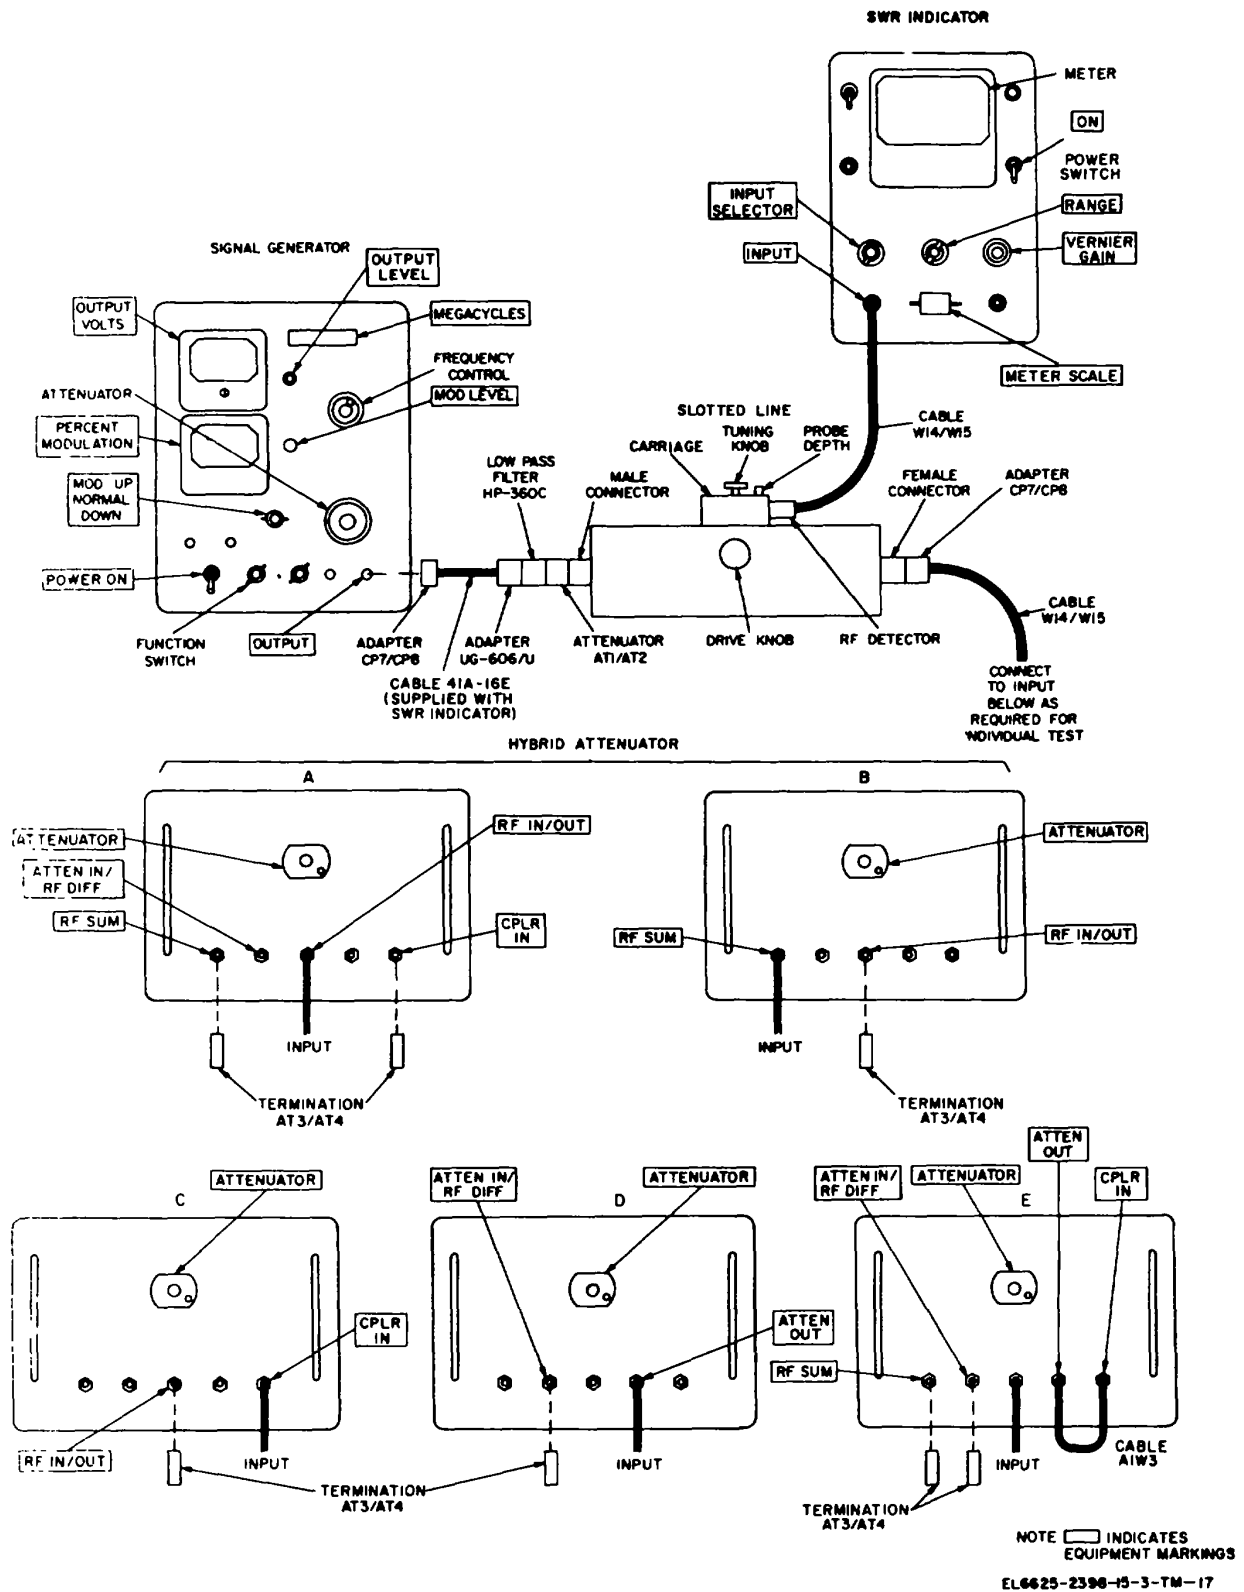 SWR INDICATOR
METER
ON
POWER
SWITCH
INPUT
SELECTOR
RANGE
INPUT
VERNIER
GAIN
METER SCALE
SIGNAL GENERATOR
OUTPUT
LEVEL
OUTPUT
VOLTS
MEGACYCLES
FREQUENCY
CONTROL
ATTENUATOR
MOD LEVEL
PERCENT
MODULATION
MOD UP
NORMAL
DOWN
POWER ON
FUNCTION
SWITCH
OUTPUT
SLOTTED LINE
TUNING
KNOB
PROBE
DEPTH
CARRIAGE
CABLE
W14/W15
LOW PASS
FILTER
HP-360C
MALE
CONNECTOR
FEMALE
CONNECTOR
ADAPTER
CP7/CP8
ADAPTER
CP7/CP8
ADAPTER
UG-606/U
ATTENUATOR
AT1/AT2
DRIVE KNOB
RF DETECTOR
CABLE
W14/W15
CABLE 41A-16E
(SUPPLIED WITH
SWR INDICATOR)
CONNECT
TO INPUT
BELOW AS
REQUIRED FOR
INDIVIDUAL TEST
HYBRID ATTENUATOR
A
ATTENUATOR
RF IN/OUT
ATTEN IN/
RF DIFF
RF SUM
CPLR
IN
INPUT
TERMINATION
AT3/AT4
B
ATTENUATOR
RF SUM
RF IN/OUT
INPUT
TERMINATION
AT3/AT4
C
ATTENUATOR
CPLR
IN
RF IN/OUT
INPUT
TERMINATION
AT3/AT4
D
ATTEN IN/
RF DIFF
ATTENUATOR
ATTEN
OUT
INPUT
E
ATTEN IN/
RF DIFF
ATTENUATOR
ATTEN
OUT
CPLR
IN
RF SUM
INPUT
CABLE
A1W3
TERMINATION
AT3/AT4
NOTE INDICATES
EQUIPMENT MARKINGS
EL6625-2398-15-3-TM-17